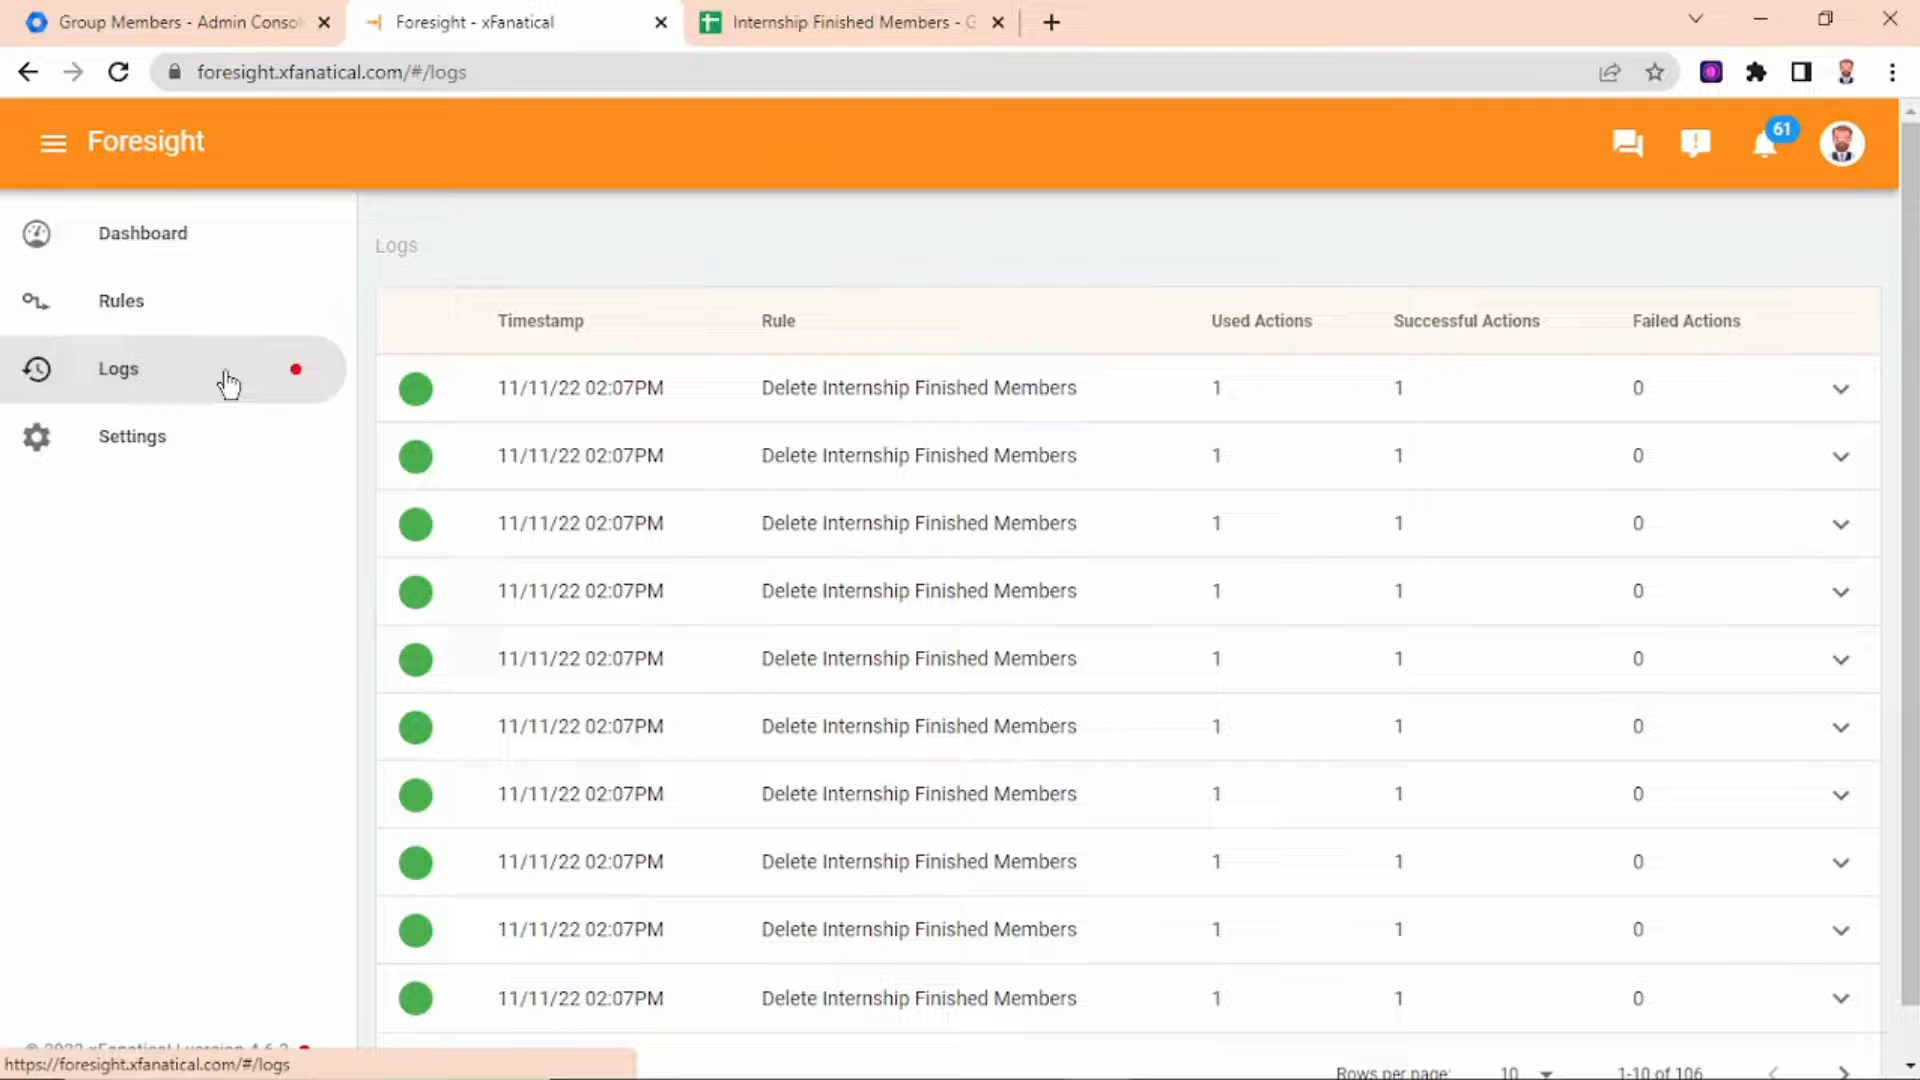 Group Members - Admin Consol
Foresight - xFanatical
Internship Finished Members - G
foresight.xfanatical.com/#/logs
Foresight
61
Dashboard
Rules
Logs
Settings
Logs
Timestamp Rule Used Actions Successful Actions Failed Actions
11/11/22 02:07PM Delete Internship Finished Members 1 1 0
11/11/22 02:07PM Delete Internship Finished Members 1 1 0
11/11/22 02:07PM Delete Internship Finished Members 1 1 0
11/11/22 02:07PM Delete Internship Finished Members 1 1 0
11/11/22 02:07PM Delete Internship Finished Members 1 1 0
11/11/22 02:07PM Delete Internship Finished Members 1 1 0
11/11/22 02:07PM Delete Internship Finished Members 1 1 0
11/11/22 02:07PM Delete Internship Finished Members 1 1 0
11/11/22 02:07PM Delete Internship Finished Members 1 1 0
11/11/22 02:07PM Delete Internship Finished Members 1 1 0
© 2022 xFanatical | version 4.6.2
https://foresight.xfanatical.com/#/logs
Rows per page: 10 1-10 of 106